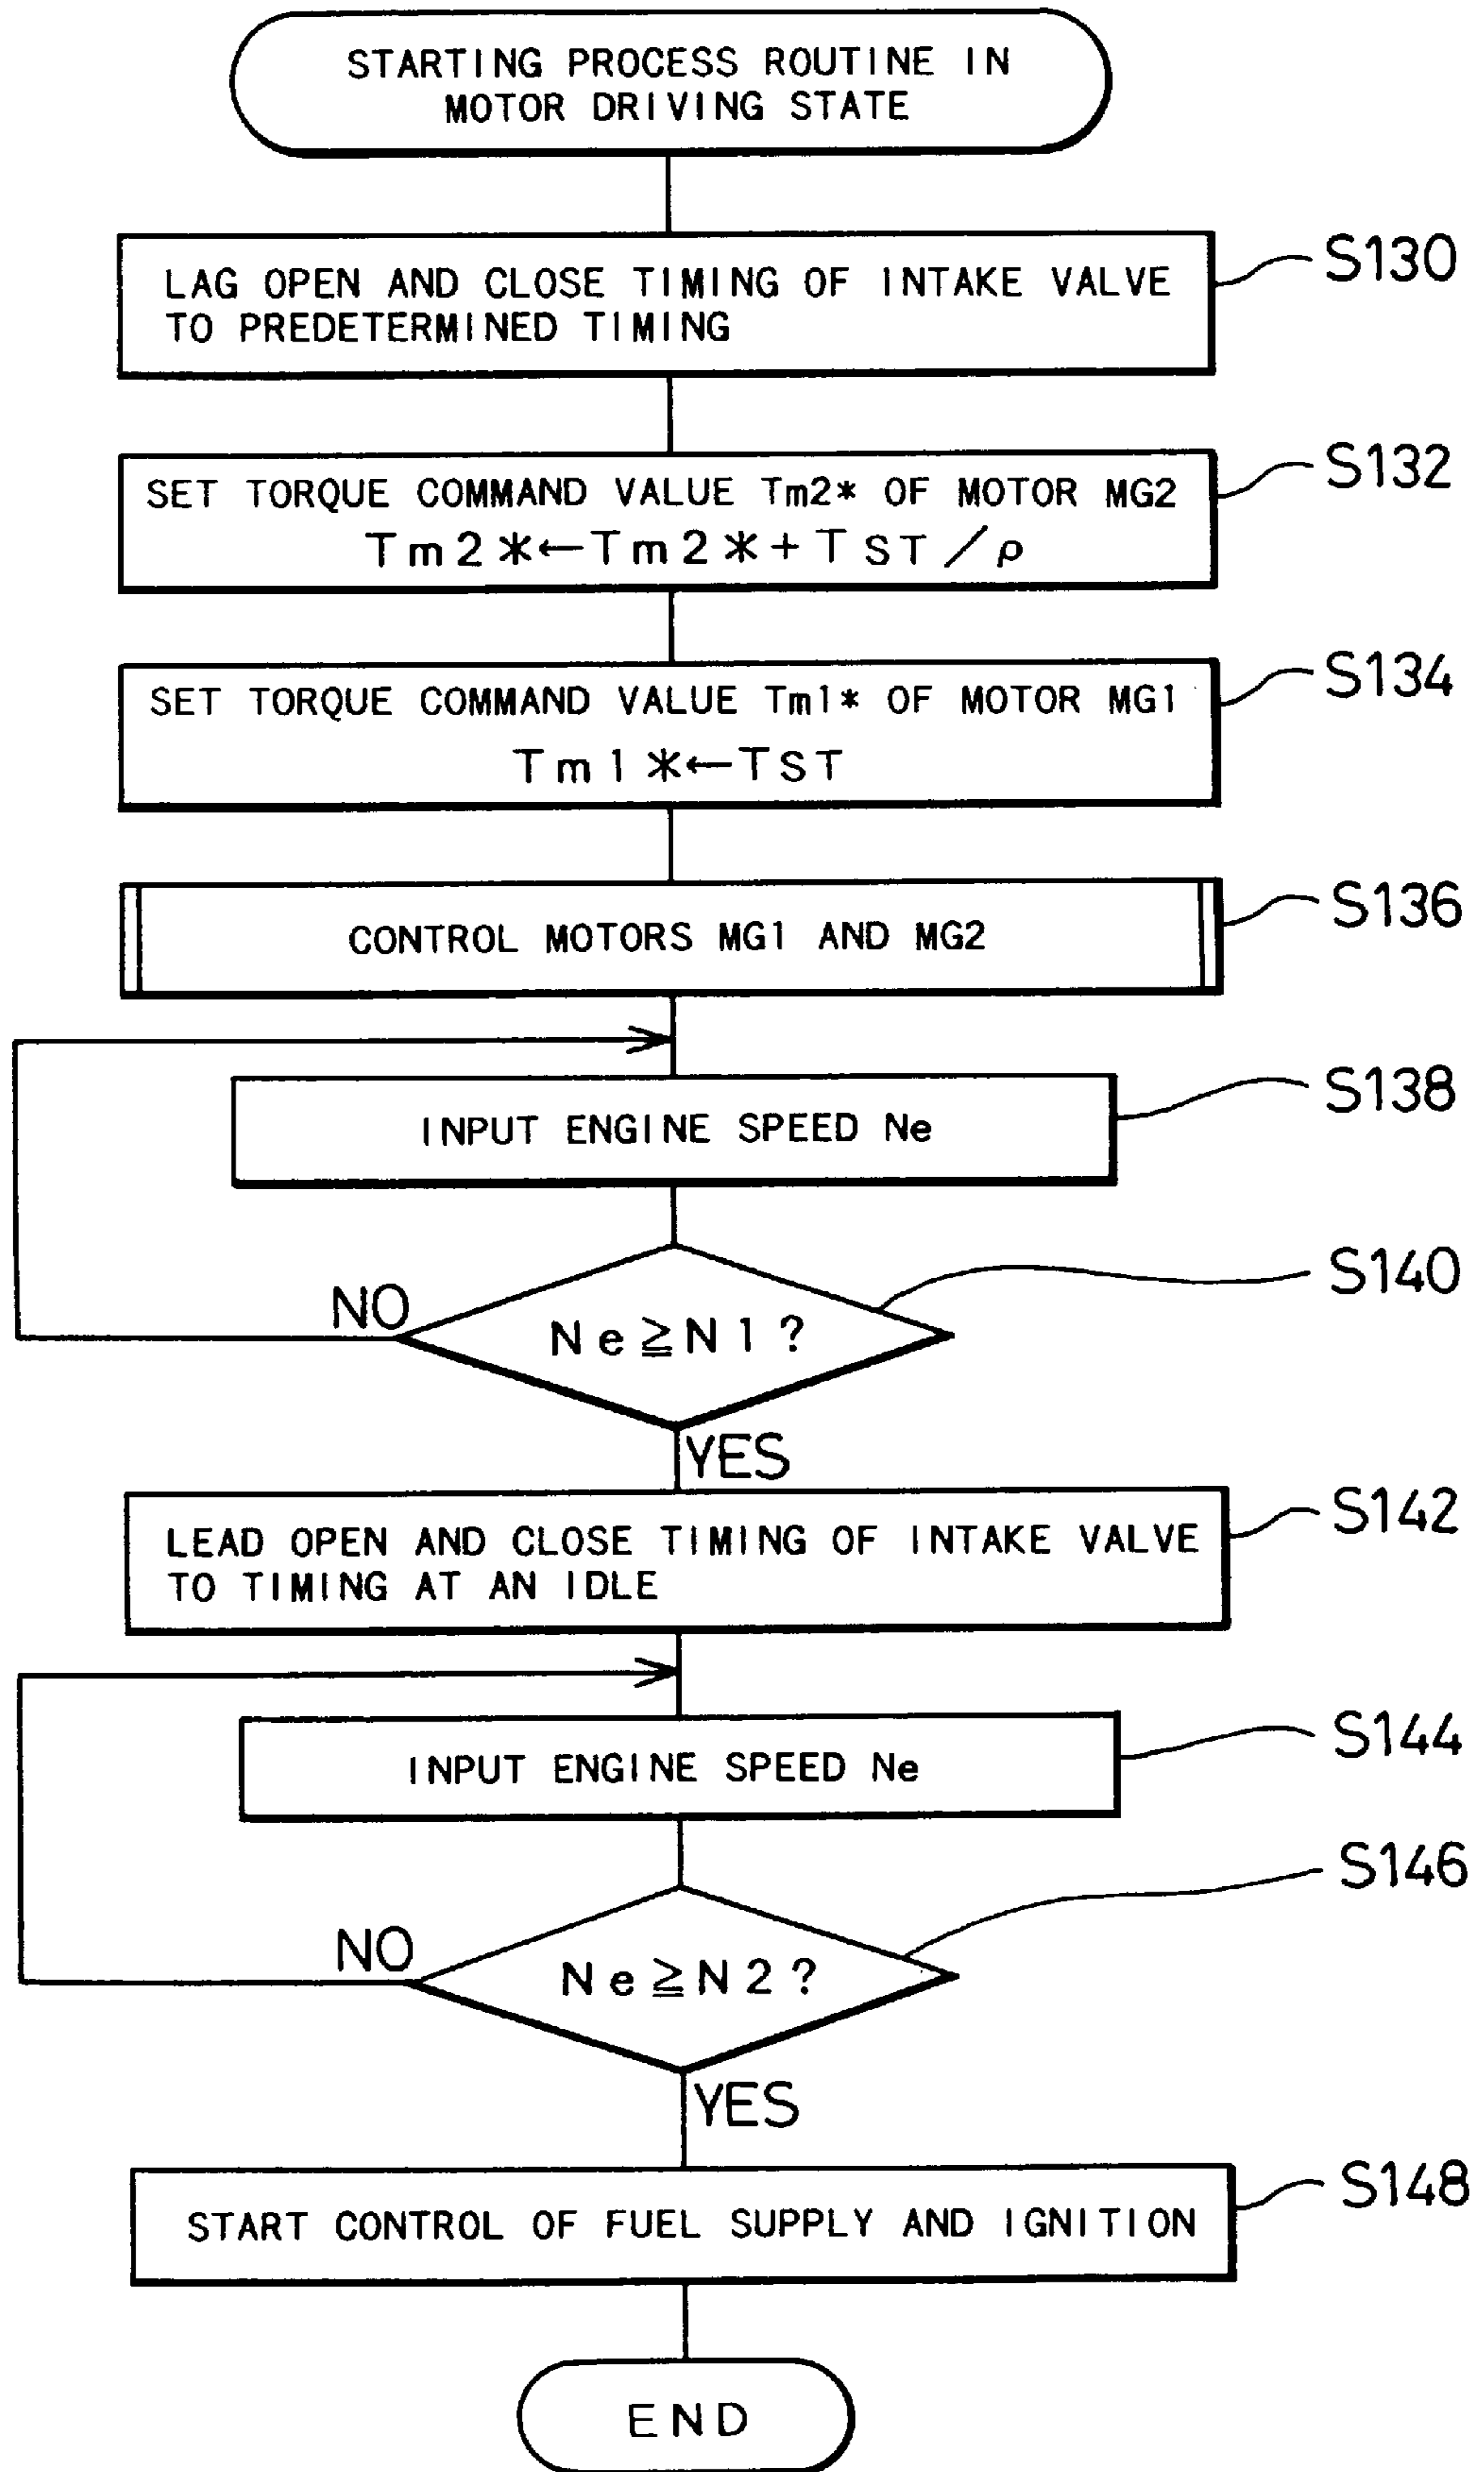 STARTING PROCESS ROUTINE IN
MOTOR DRIVING STATE
LAG OPEN AND CLOSE TIMING OF INTAKE VALVE
TO PREDETERMINED TIMING
S130
SET TORQUE COMMAND VALUE Tm2* OF MOTOR MG2
Tm2*←Tm2*+TST/ρ
S132
SET TORQUE COMMAND VALUE Tm1* OF MOTOR MG1
Tm1*←TST
S134
CONTROL MOTORS MG1 AND MG2
S136
INPUT ENGINE SPEED Ne
S138
Ne≧N1?
S140
NO
YES
LEAD OPEN AND CLOSE TIMING OF INTAKE VALVE
TO TIMING AT AN IDLE
S142
INPUT ENGINE SPEED Ne
S144
Ne≧N2?
S146
NO
YES
START CONTROL OF FUEL SUPPLY AND IGNITION
S148
END